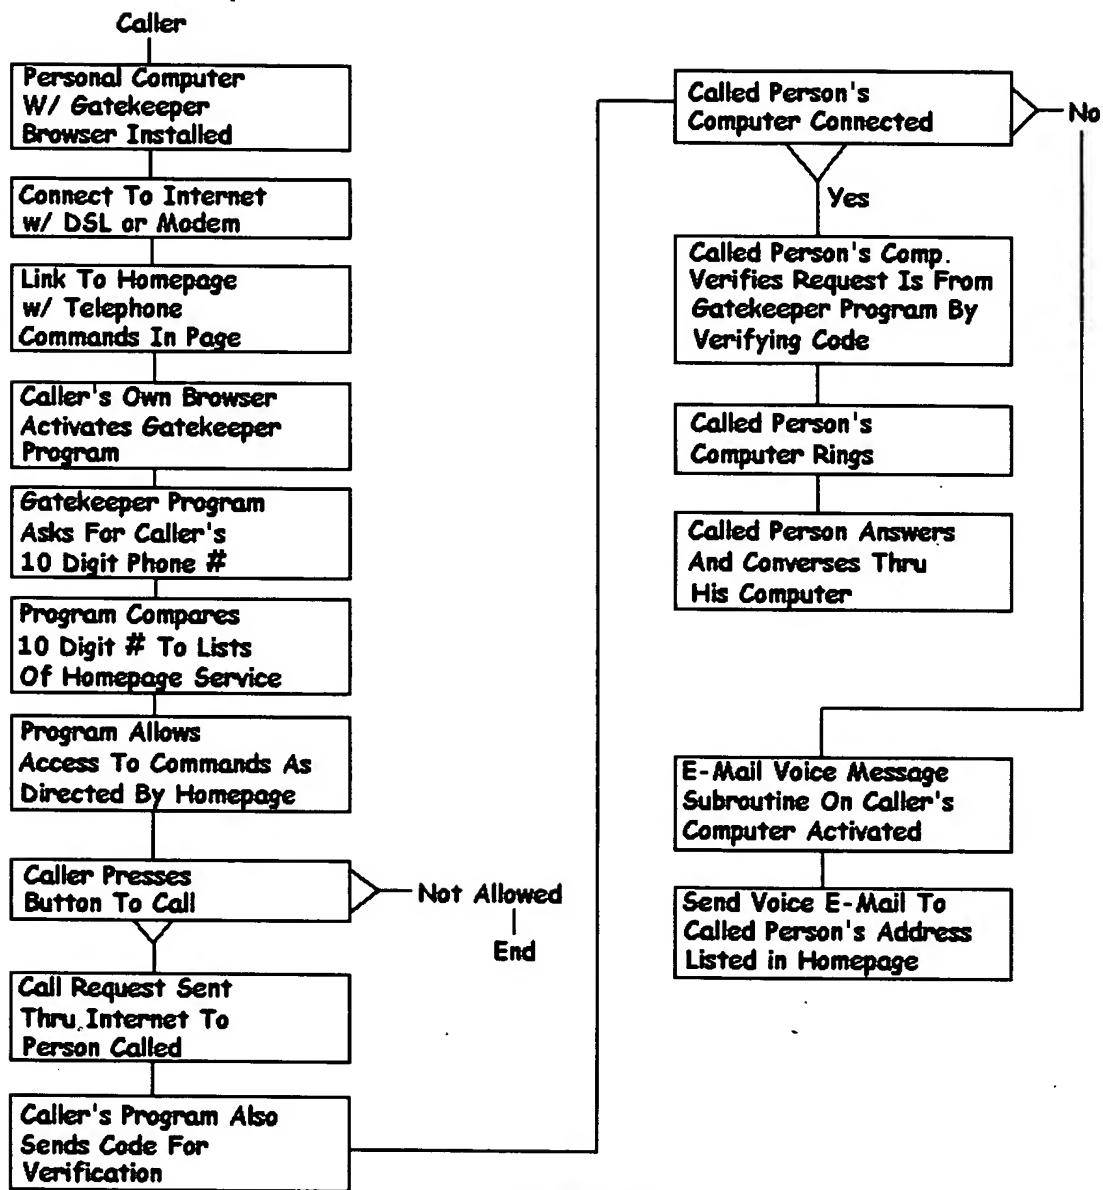 Caller
Personal Computer
W/ Gatekeeper
Browser Installed
Connect To Internet
w/ DSL or Modem
Link To Homepage
w/ Telephone
Commands In Page
Caller's Own Browser
Activates Gatekeeper
Program
Gatekeeper Program
Asks For Caller's
10 Digit Phone #
Program Compares
10 Digit # To Lists
Of Homepage Service
Program Allows
Access To Commands As
Directed By Homepage
Caller Presses
Button To Call
Not Allowed
End
Call Request Sent
Thru Internet To
Person Called
Caller's Program Also
Sends Code For
Verification
Called Person's
Computer Connected
No
Yes
Called Person's Comp.
Verifies Request Is From
Gatekeeper Program By
Verifying Code
Called Person's
Computer Rings
Called Person Answers
And Converses Thru
His Computer
E-Mail Voice Message
Subroutine On Caller's
Computer Activated
Send Voice E-Mail To
Called Person's Address
Listed in Homepage